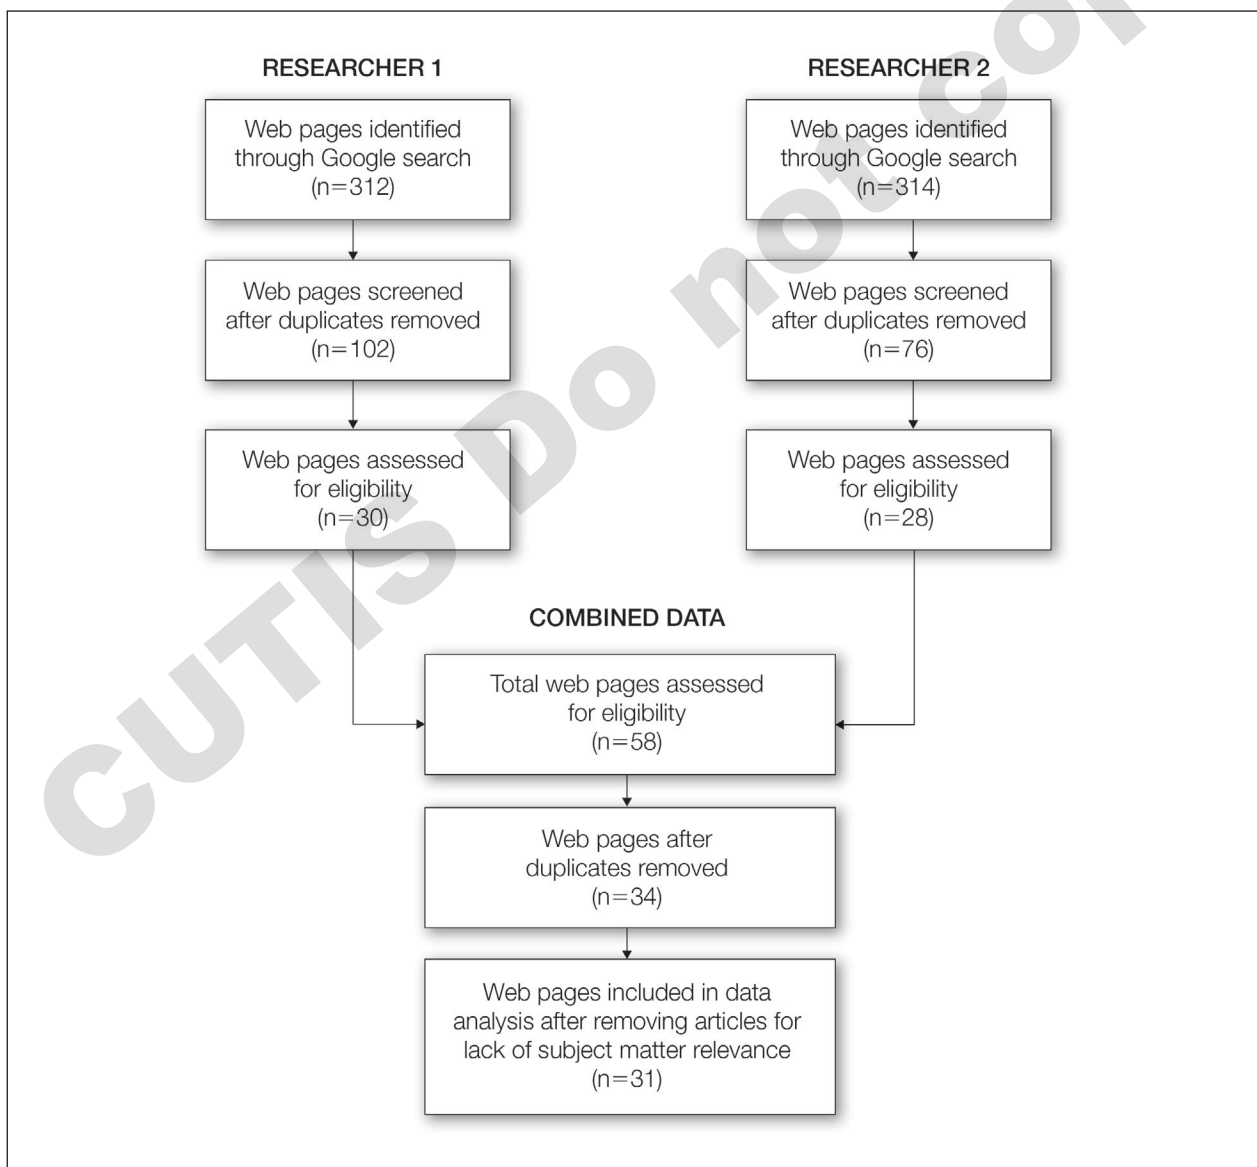 RESEARCHER 1
Web pages identified
through Google search
(n=312)
Web pages screened
after duplicates removed
(n=102)
Web pages assessed
for eligibility
(n=30)
RESEARCHER 2
Web pages identified
through Google search
(n=314)
Web pages screened
after duplicates removed
(n=76)
Web pages assessed
for eligibility
(n=28)
COMBINED DATA
Total web pages assessed
for eligibility
(n=58)
Web pages after
duplicates removed
(n=34)
Web pages included in data
analysis after removing articles for
lack of subject matter relevance
(n=31)
CUTIS Do not